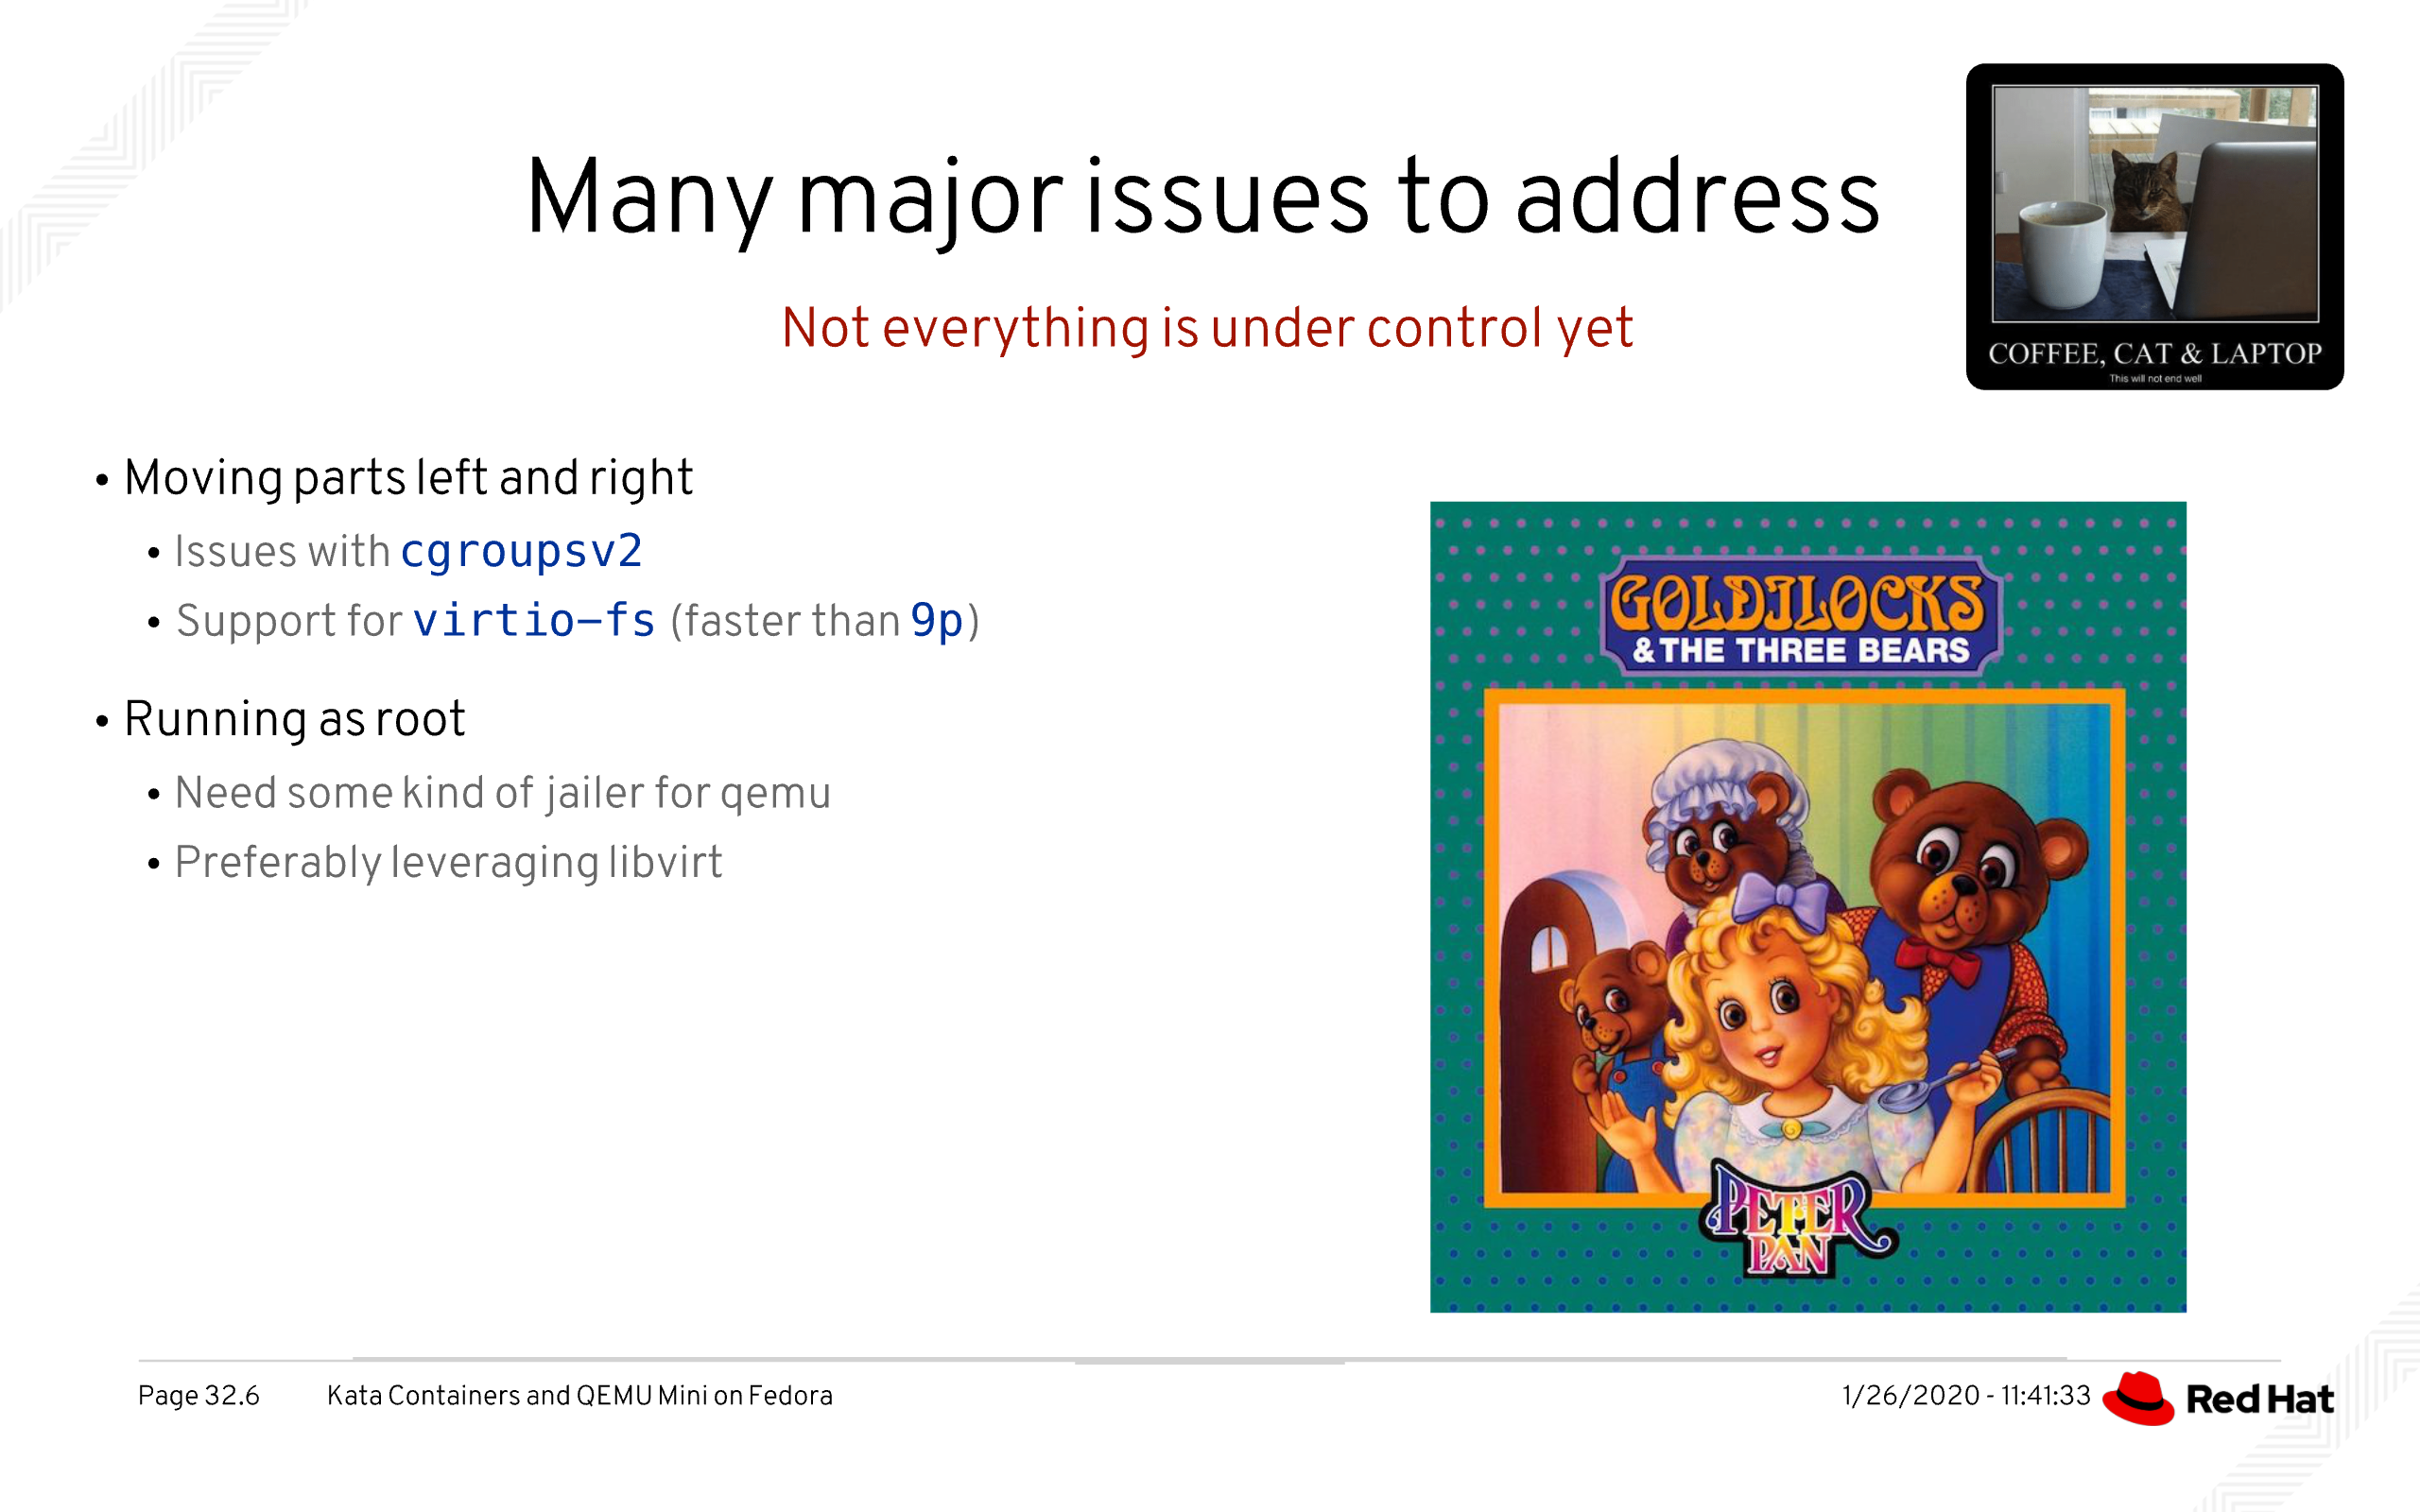 Many major issues to address
Not everything is under control yet
COFFEE, CAT & LAPTOP
This will not end well
• Moving parts left and right
• Issues with cgroupsv2
• Support for virtio-fs (faster than 9p)
• Running as root
• Need some kind of jailer for qemu
• Preferably leveraging libvirt
GOLDILOCKS
& THE THREE BEARS
PETER
PAN
Page 32.6 Kata Containers and QEMU Mini on Fedora 1/26/2020 - 11:41:33 Red Hat